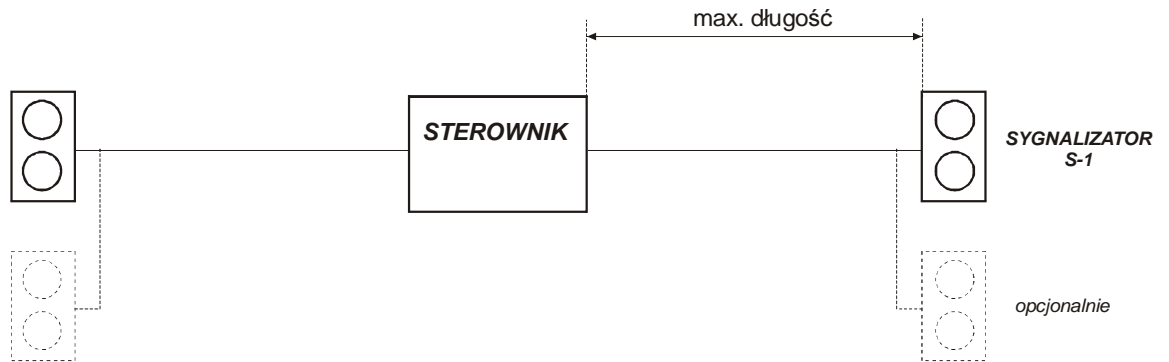 max. długość
STEROWNIK
SYGNALIZATOR
S-1
opcjonalnie